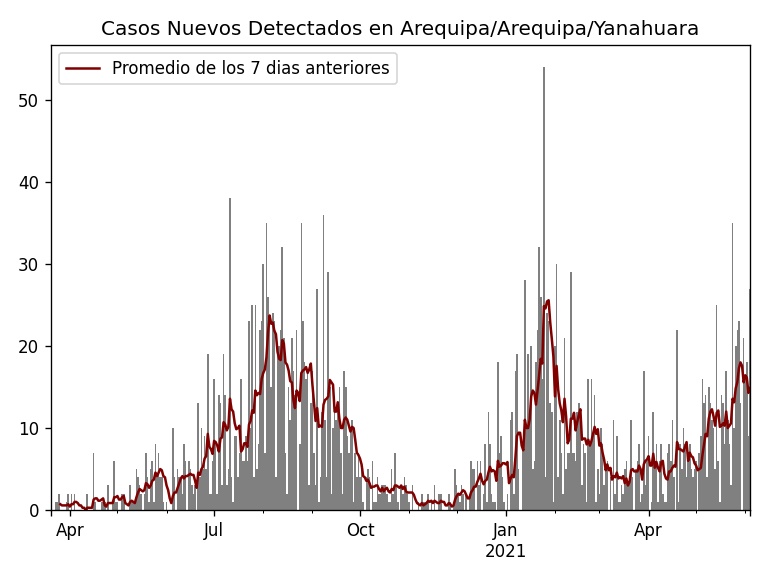 Casos Nuevos Detectados en Arequipa/Arequipa/Yanahuara
Promedio de los 7 dias anteriores
50
40
30
20
10
0
Apr Jul Oct Jan Apr
2021